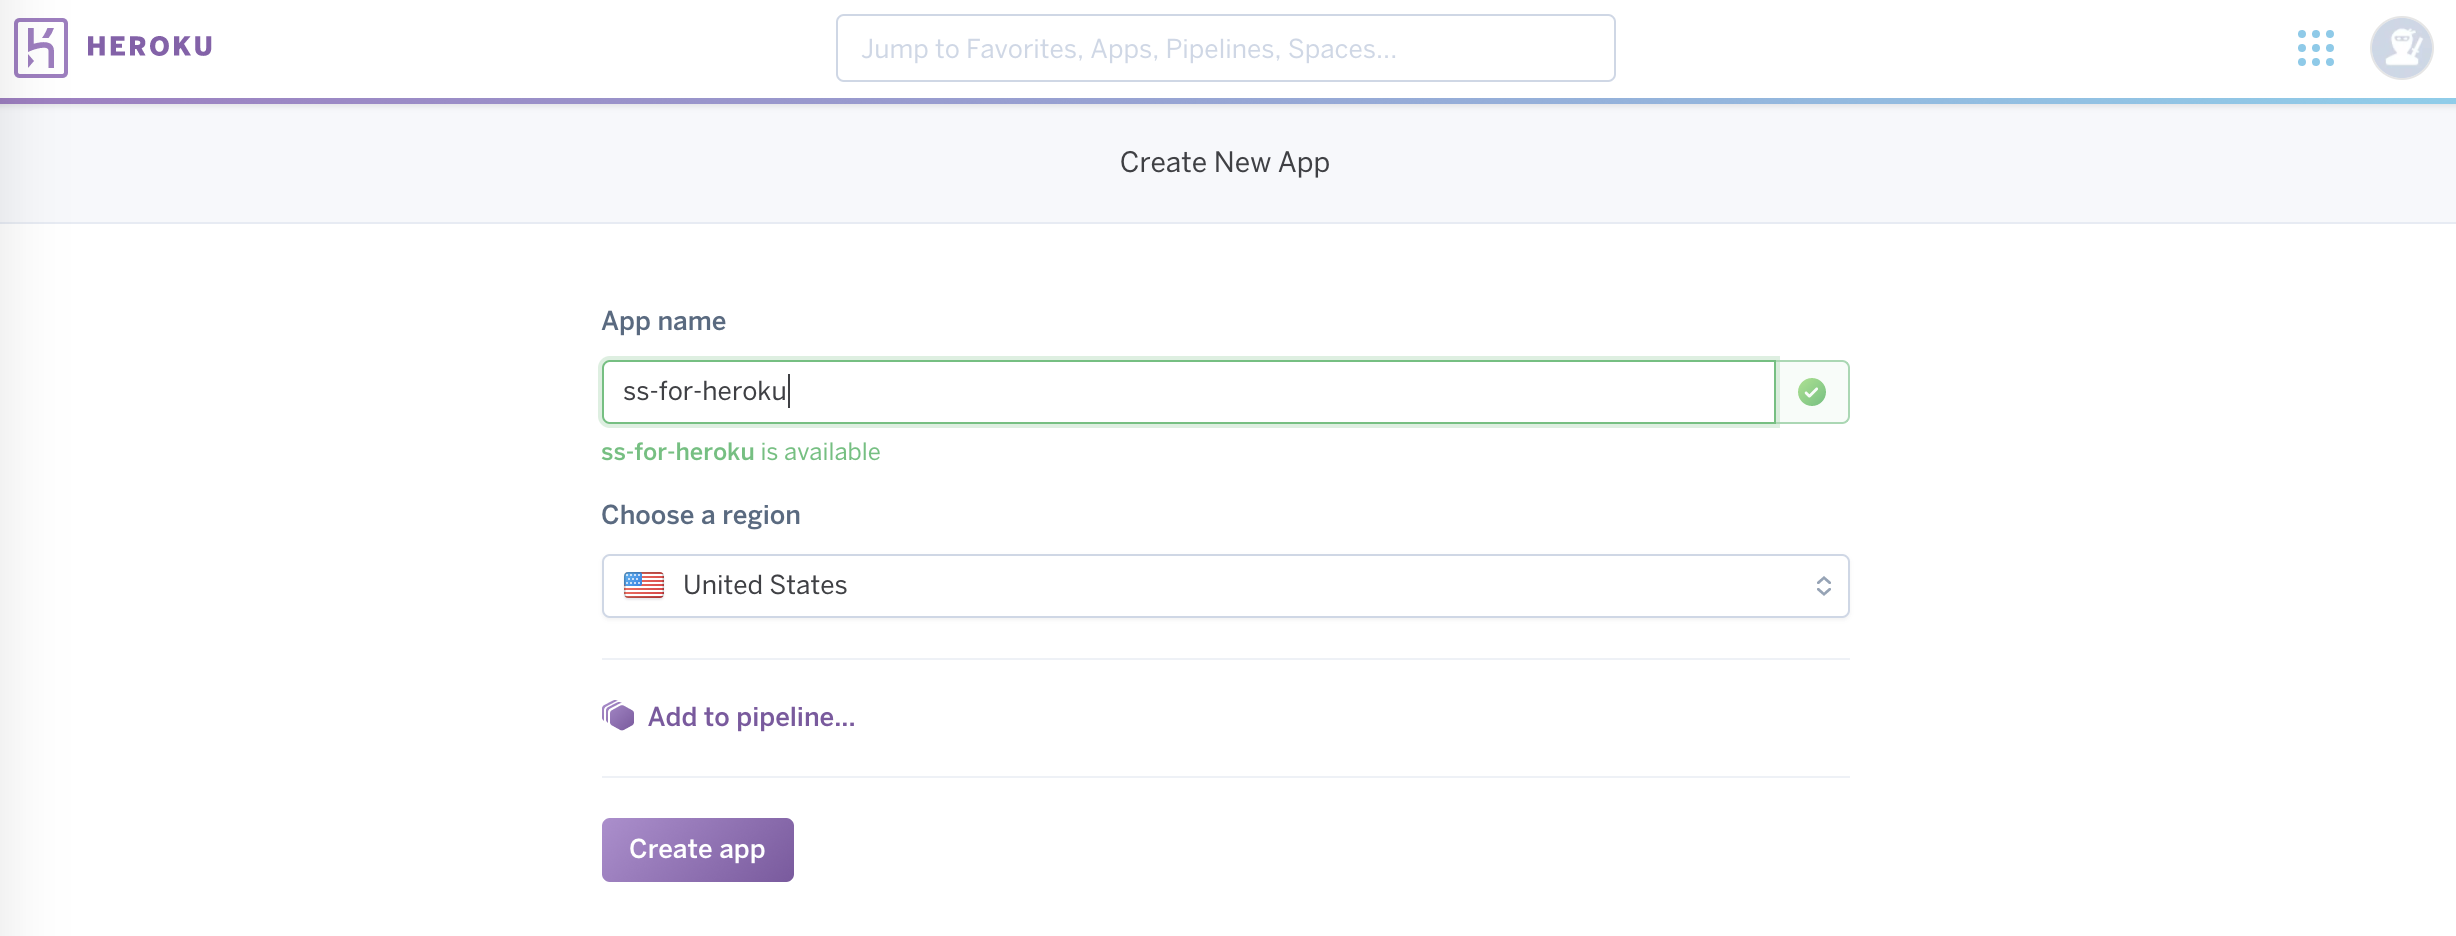 HEROKU
Jump to Favorites, Apps, Pipelines, Spaces...
Create New App
App name
ss-for-heroku
ss-for-heroku is available
Choose a region
United States
Add to pipeline...
Create app